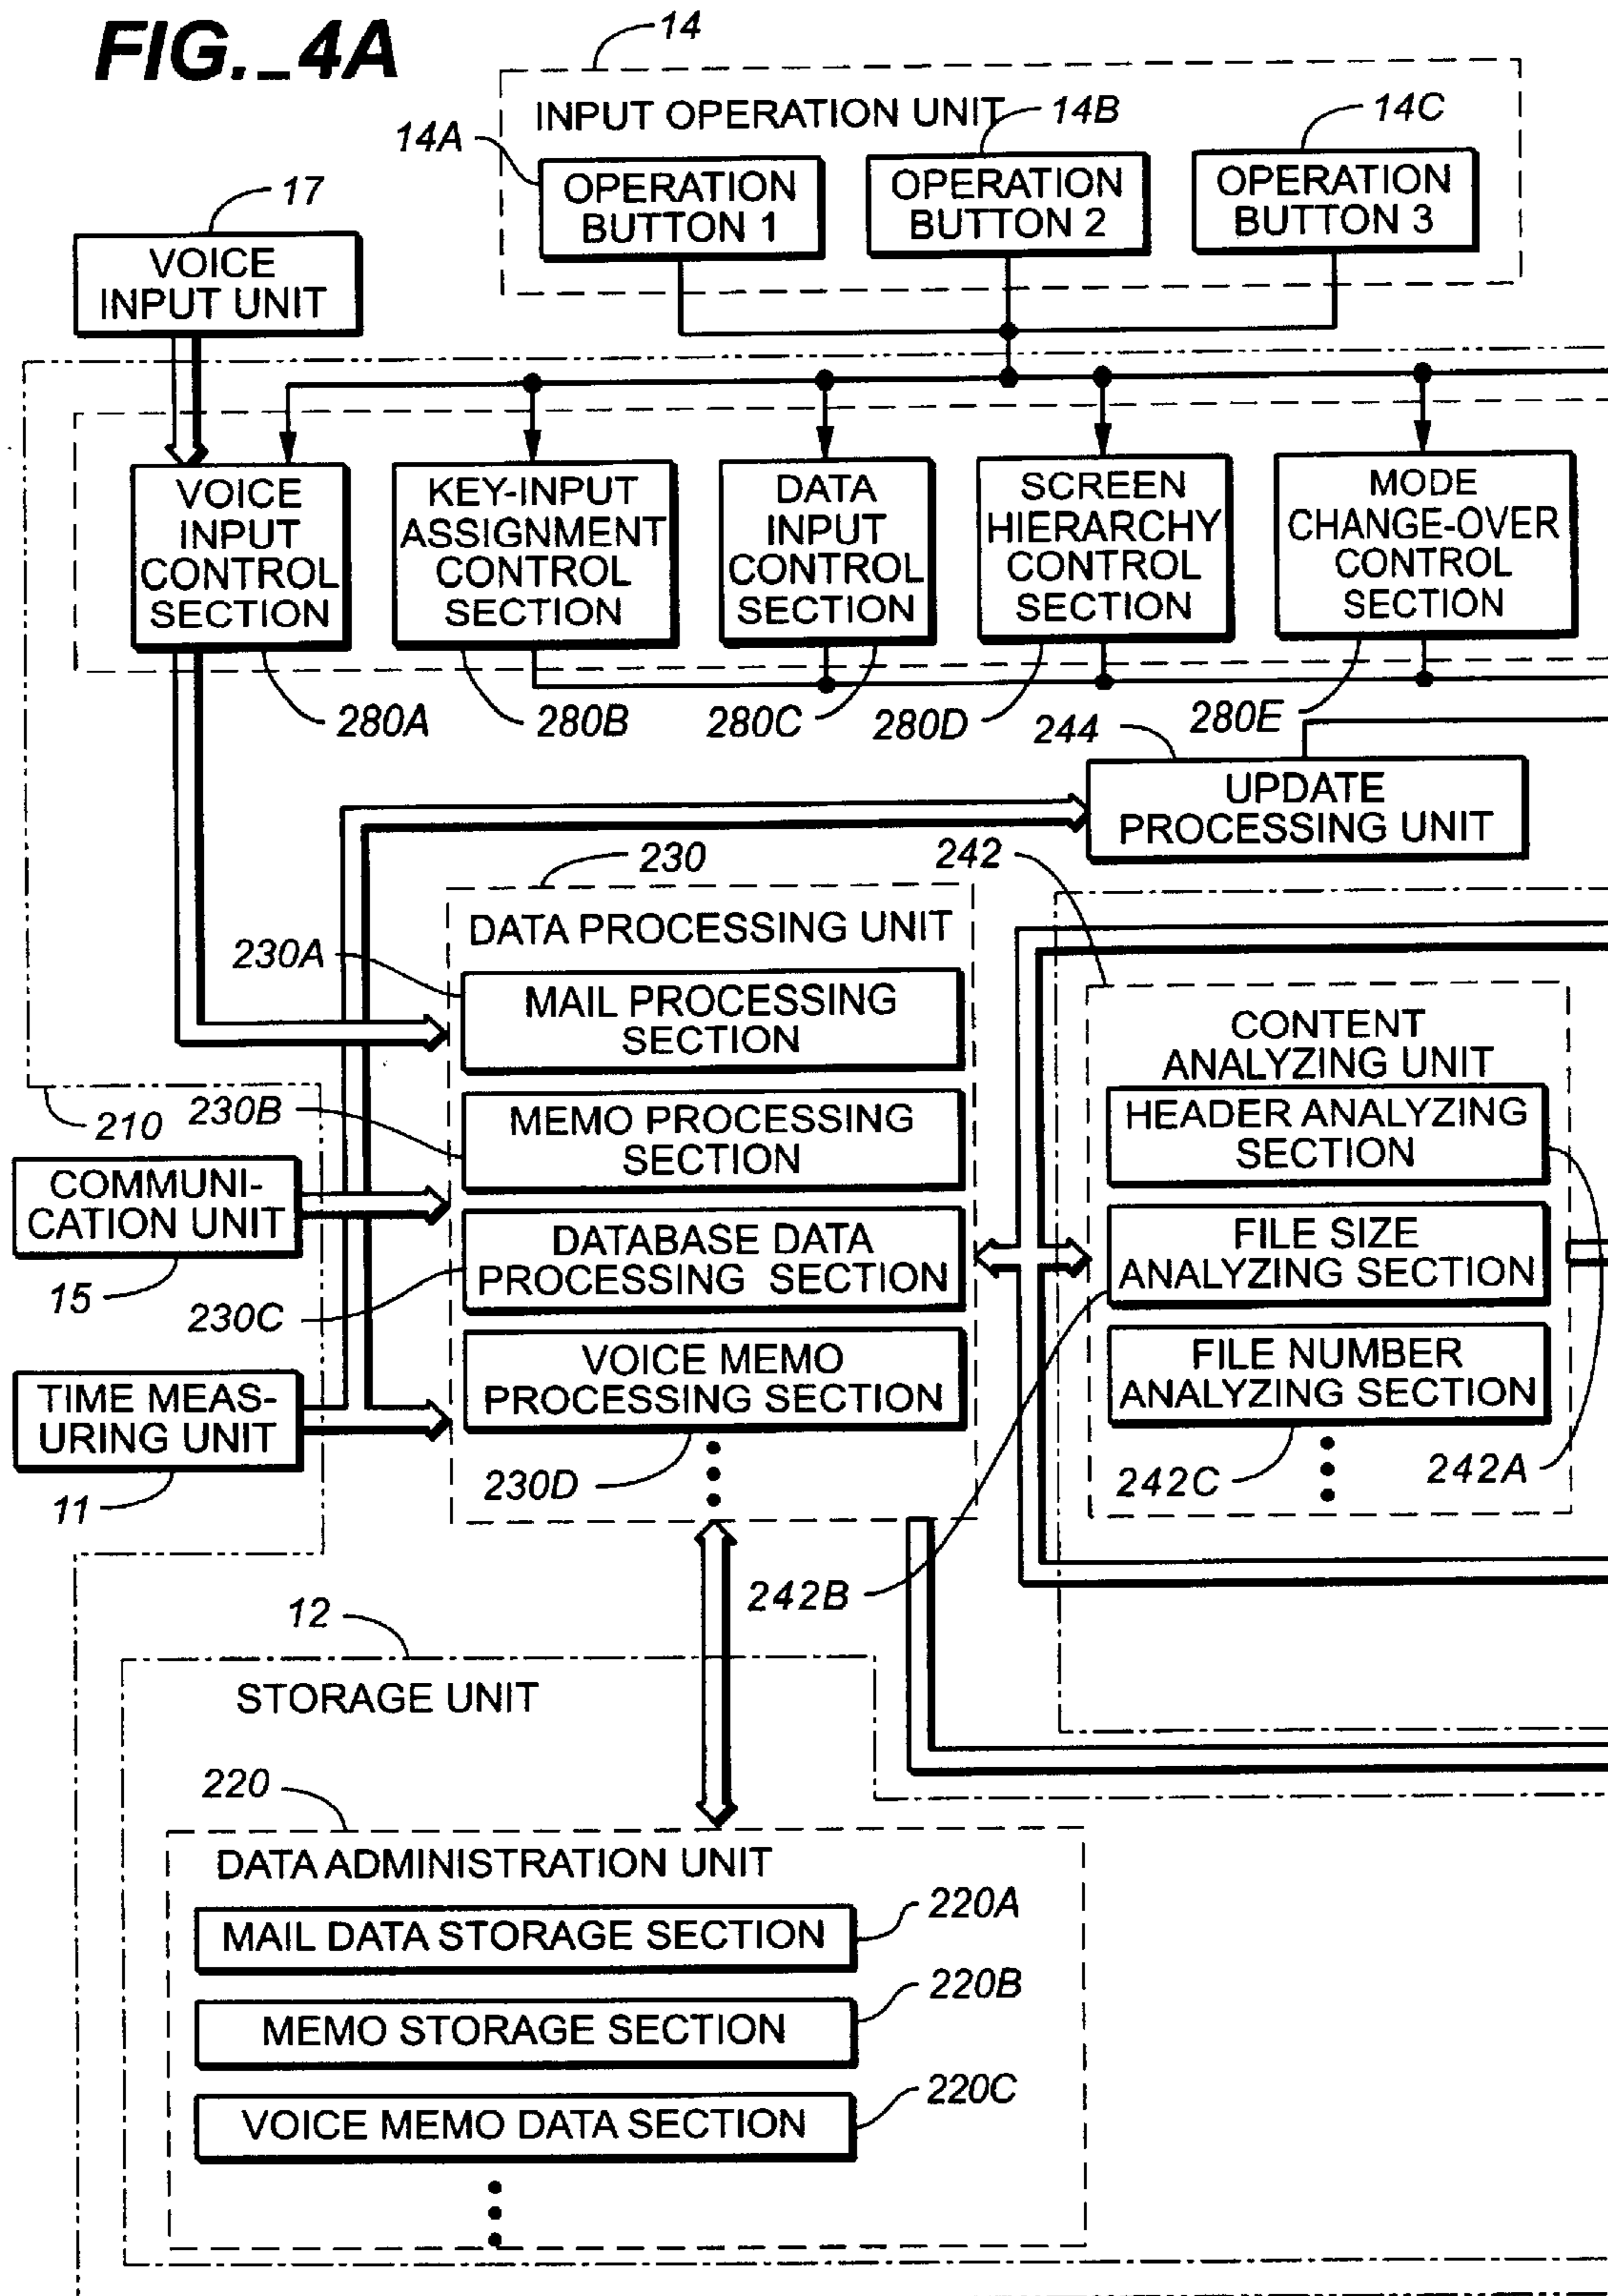 FIG._4A
14
INPUT OPERATION UNIT
14A
14B
14C
OPERATION
BUTTON 1
OPERATION
BUTTON 2
OPERATION
BUTTON 3
17
VOICE
INPUT UNIT
VOICE
INPUT
CONTROL
SECTION
KEY-INPUT
ASSIGNMENT
CONTROL
SECTION
DATA
INPUT
CONTROL
SECTION
SCREEN
HIERARCHY
CONTROL
SECTION
MODE
CHANGE-OVER
CONTROL
SECTION
280A
280B
280C
280D
280E
244
UPDATE
PROCESSING UNIT
230
DATA PROCESSING UNIT
230A
MAIL PROCESSING
SECTION
210
230B
MEMO PROCESSING
SECTION
COMMUNI-
CATION UNIT
15
230C
DATABASE DATA
PROCESSING SECTION
TIME MEAS-
URING UNIT
11
VOICE MEMO
PROCESSING SECTION
230D
242
CONTENT
ANALYZING UNIT
HEADER ANALYZING
SECTION
FILE SIZE
ANALYZING SECTION
FILE NUMBER
ANALYZING SECTION
242C
242A
242B
12
STORAGE UNIT
220
DATA ADMINISTRATION UNIT
MAIL DATA STORAGE SECTION
220A
MEMO STORAGE SECTION
220B
VOICE MEMO DATA SECTION
220C